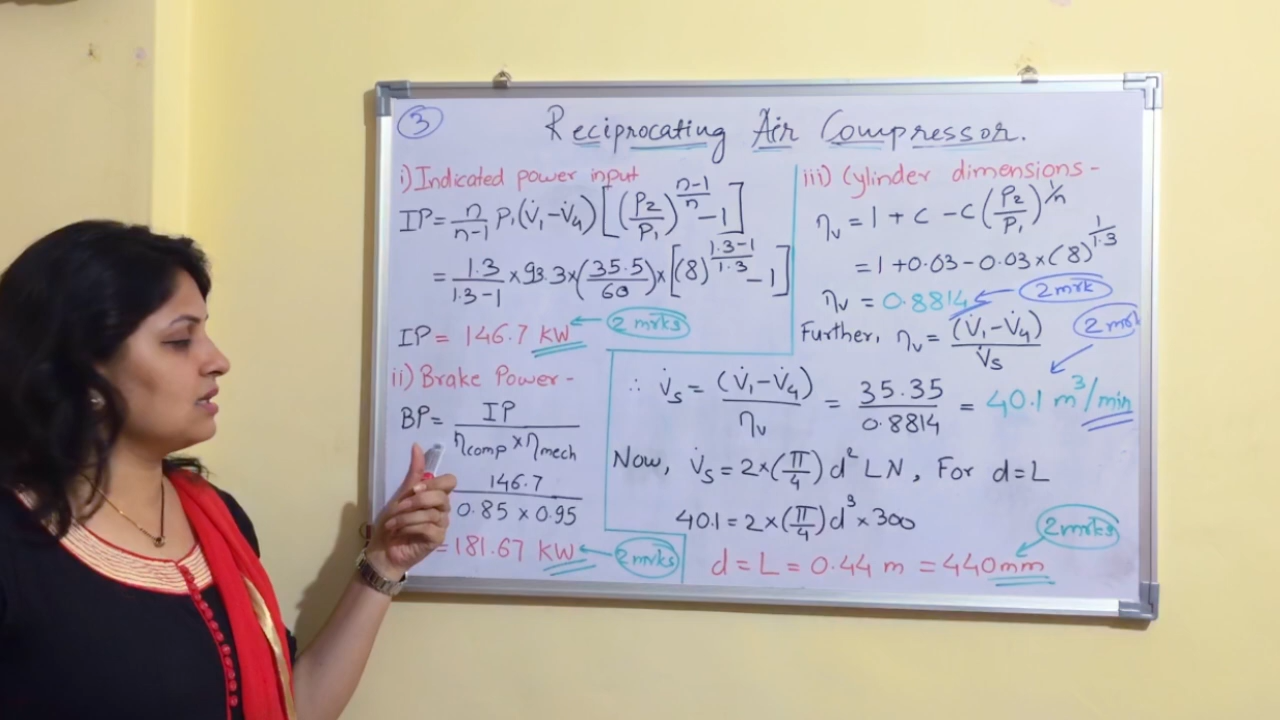 3
Reciprocating Air Compressor.
i) Indicated power input
IP = n/(n-1) P₁(V̇₁-V̇₄)[(P₂/P₁)^((n-1)/n) -1]
= 1.3/(1.3-1) × 93.3 × (35.5/60) × [(8)^((1.3-1)/1.3) -1]
IP = 146.7 KW ← 2 mrks
ii) Brake Power -
BP = IP/(η comp × η mech)
146.7/(0.85 × 0.95)
= 181.67 KW ← 2 mrks
iii) Cylinder dimensions -
ηv = 1 + C - C(P₂/P₁)^(1/n)
= 1 + 0.03 - 0.03 × (8)^(1/1.3)
ηv = 0.8814 ← 2 mrk
Further, ηv = (V̇₁-V̇₄)/V̇s
2 mrk
∴ V̇s = (V̇₁-V̇₄)/ηv = 35.35/0.8814 = 40.1 m³/min
Now, V̇s = 2×(π/4) d² LN, For d=L
40.1 = 2×(π/4) d³ × 300
2 mrks
d = L = 0.44 m = 440mm